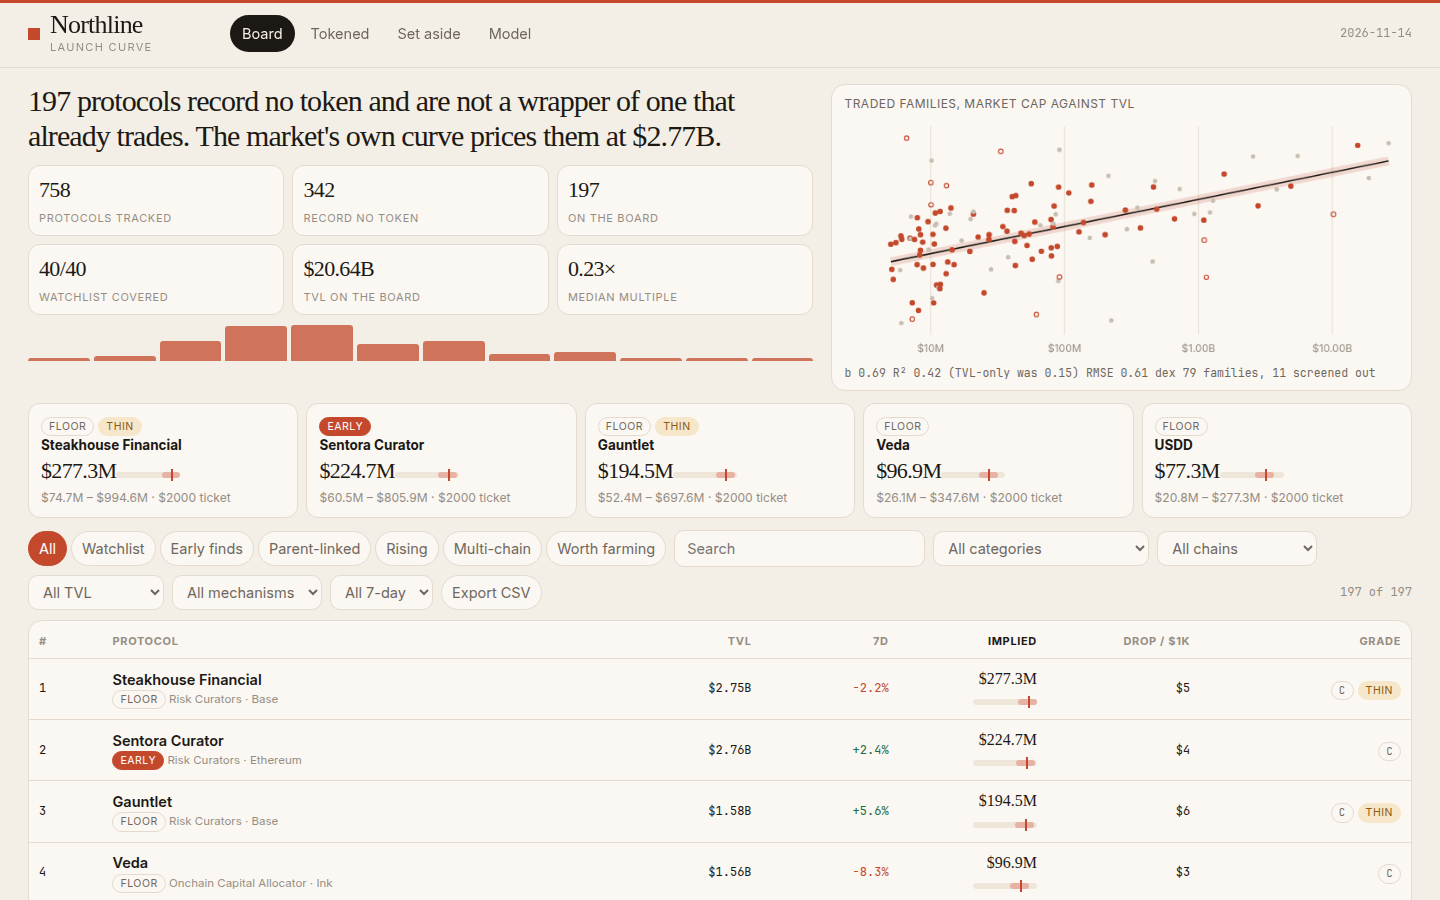 Northline
LAUNCH CURVE
Board
Tokened
Set aside
Model
2026-11-14
197 protocols record no token and are not a wrapper of one that
already trades. The market's own curve prices them at $2.77B.
758
PROTOCOLS TRACKED
342
RECORD NO TOKEN
197
ON THE BOARD
40/40
WATCHLIST COVERED
$20.64B
TVL ON THE BOARD
0.23×
MEDIAN MULTIPLE
TRADED FAMILIES, MARKET CAP AGAINST TVL
$10M
$100M
$1.00B
$10.00B
b 0.69 R² 0.42 (TVL-only was 0.15) RMSE 0.61 dex 79 families, 11 screened out
FLOOR THIN
Steakhouse Financial
$277.3M
$74.7M – $994.6M · $2000 ticket
EARLY
Sentora Curator
$224.7M
$60.5M – $805.9M · $2000 ticket
FLOOR THIN
Gauntlet
$194.5M
$52.4M – $697.6M · $2000 ticket
FLOOR
Veda
$96.9M
$26.1M – $347.6M · $2000 ticket
FLOOR
USDD
$77.3M
$20.8M – $277.3M · $2000 ticket
All
Watchlist
Early finds
Parent-linked
Rising
Multi-chain
Worth farming
Search
All categories
All chains
All TVL
All mechanisms
All 7-day
Export CSV
197 of 197
# PROTOCOL TVL 7D IMPLIED DROP / $1K GRADE
1 Steakhouse Financial $2.75B -2.2% $277.3M $5 C THIN
FLOOR Risk Curators · Base
2 Sentora Curator $2.76B +2.4% $224.7M $4 C
EARLY Risk Curators · Ethereum
3 Gauntlet $1.58B +5.6% $194.5M $6 C THIN
FLOOR Risk Curators · Base
4 Veda $1.56B -8.3% $96.9M $3 C
FLOOR Onchain Capital Allocator · Ink